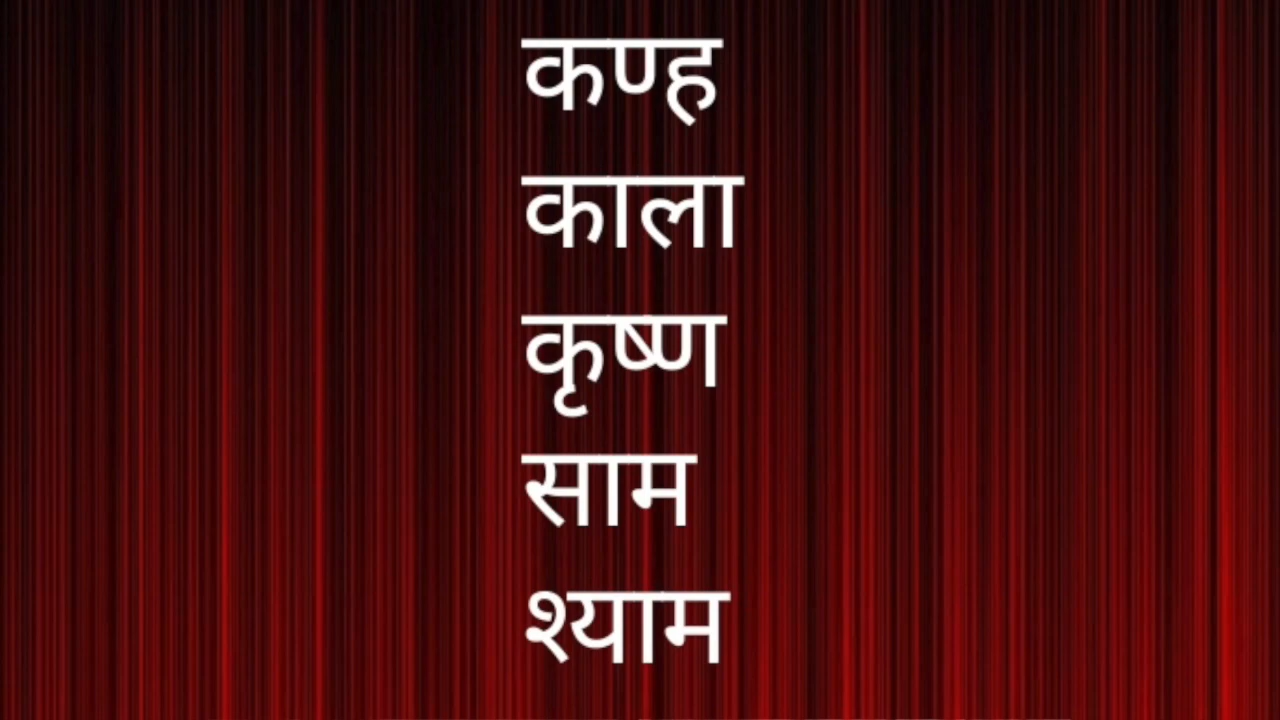 कण्ह
काला
कृष्ण
साम
श्याम